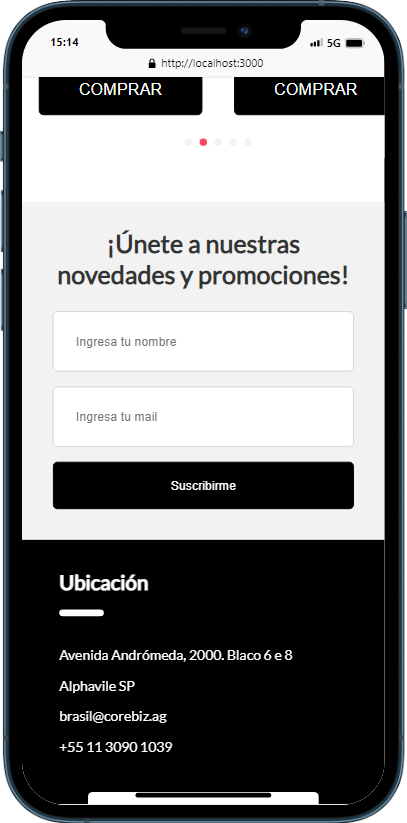 15:14
5G
http://localhost:3000
COMPRAR
COMPRAR
¡Únete a nuestras
novedades y promociones!
Ingresa tu nombre
Ingresa tu mail
Suscribirme
Ubicación
Avenida Andrómeda, 2000. Blaco 6 e 8
Alphavile SP
brasil@corebiz.ag
+55 11 3090 1039